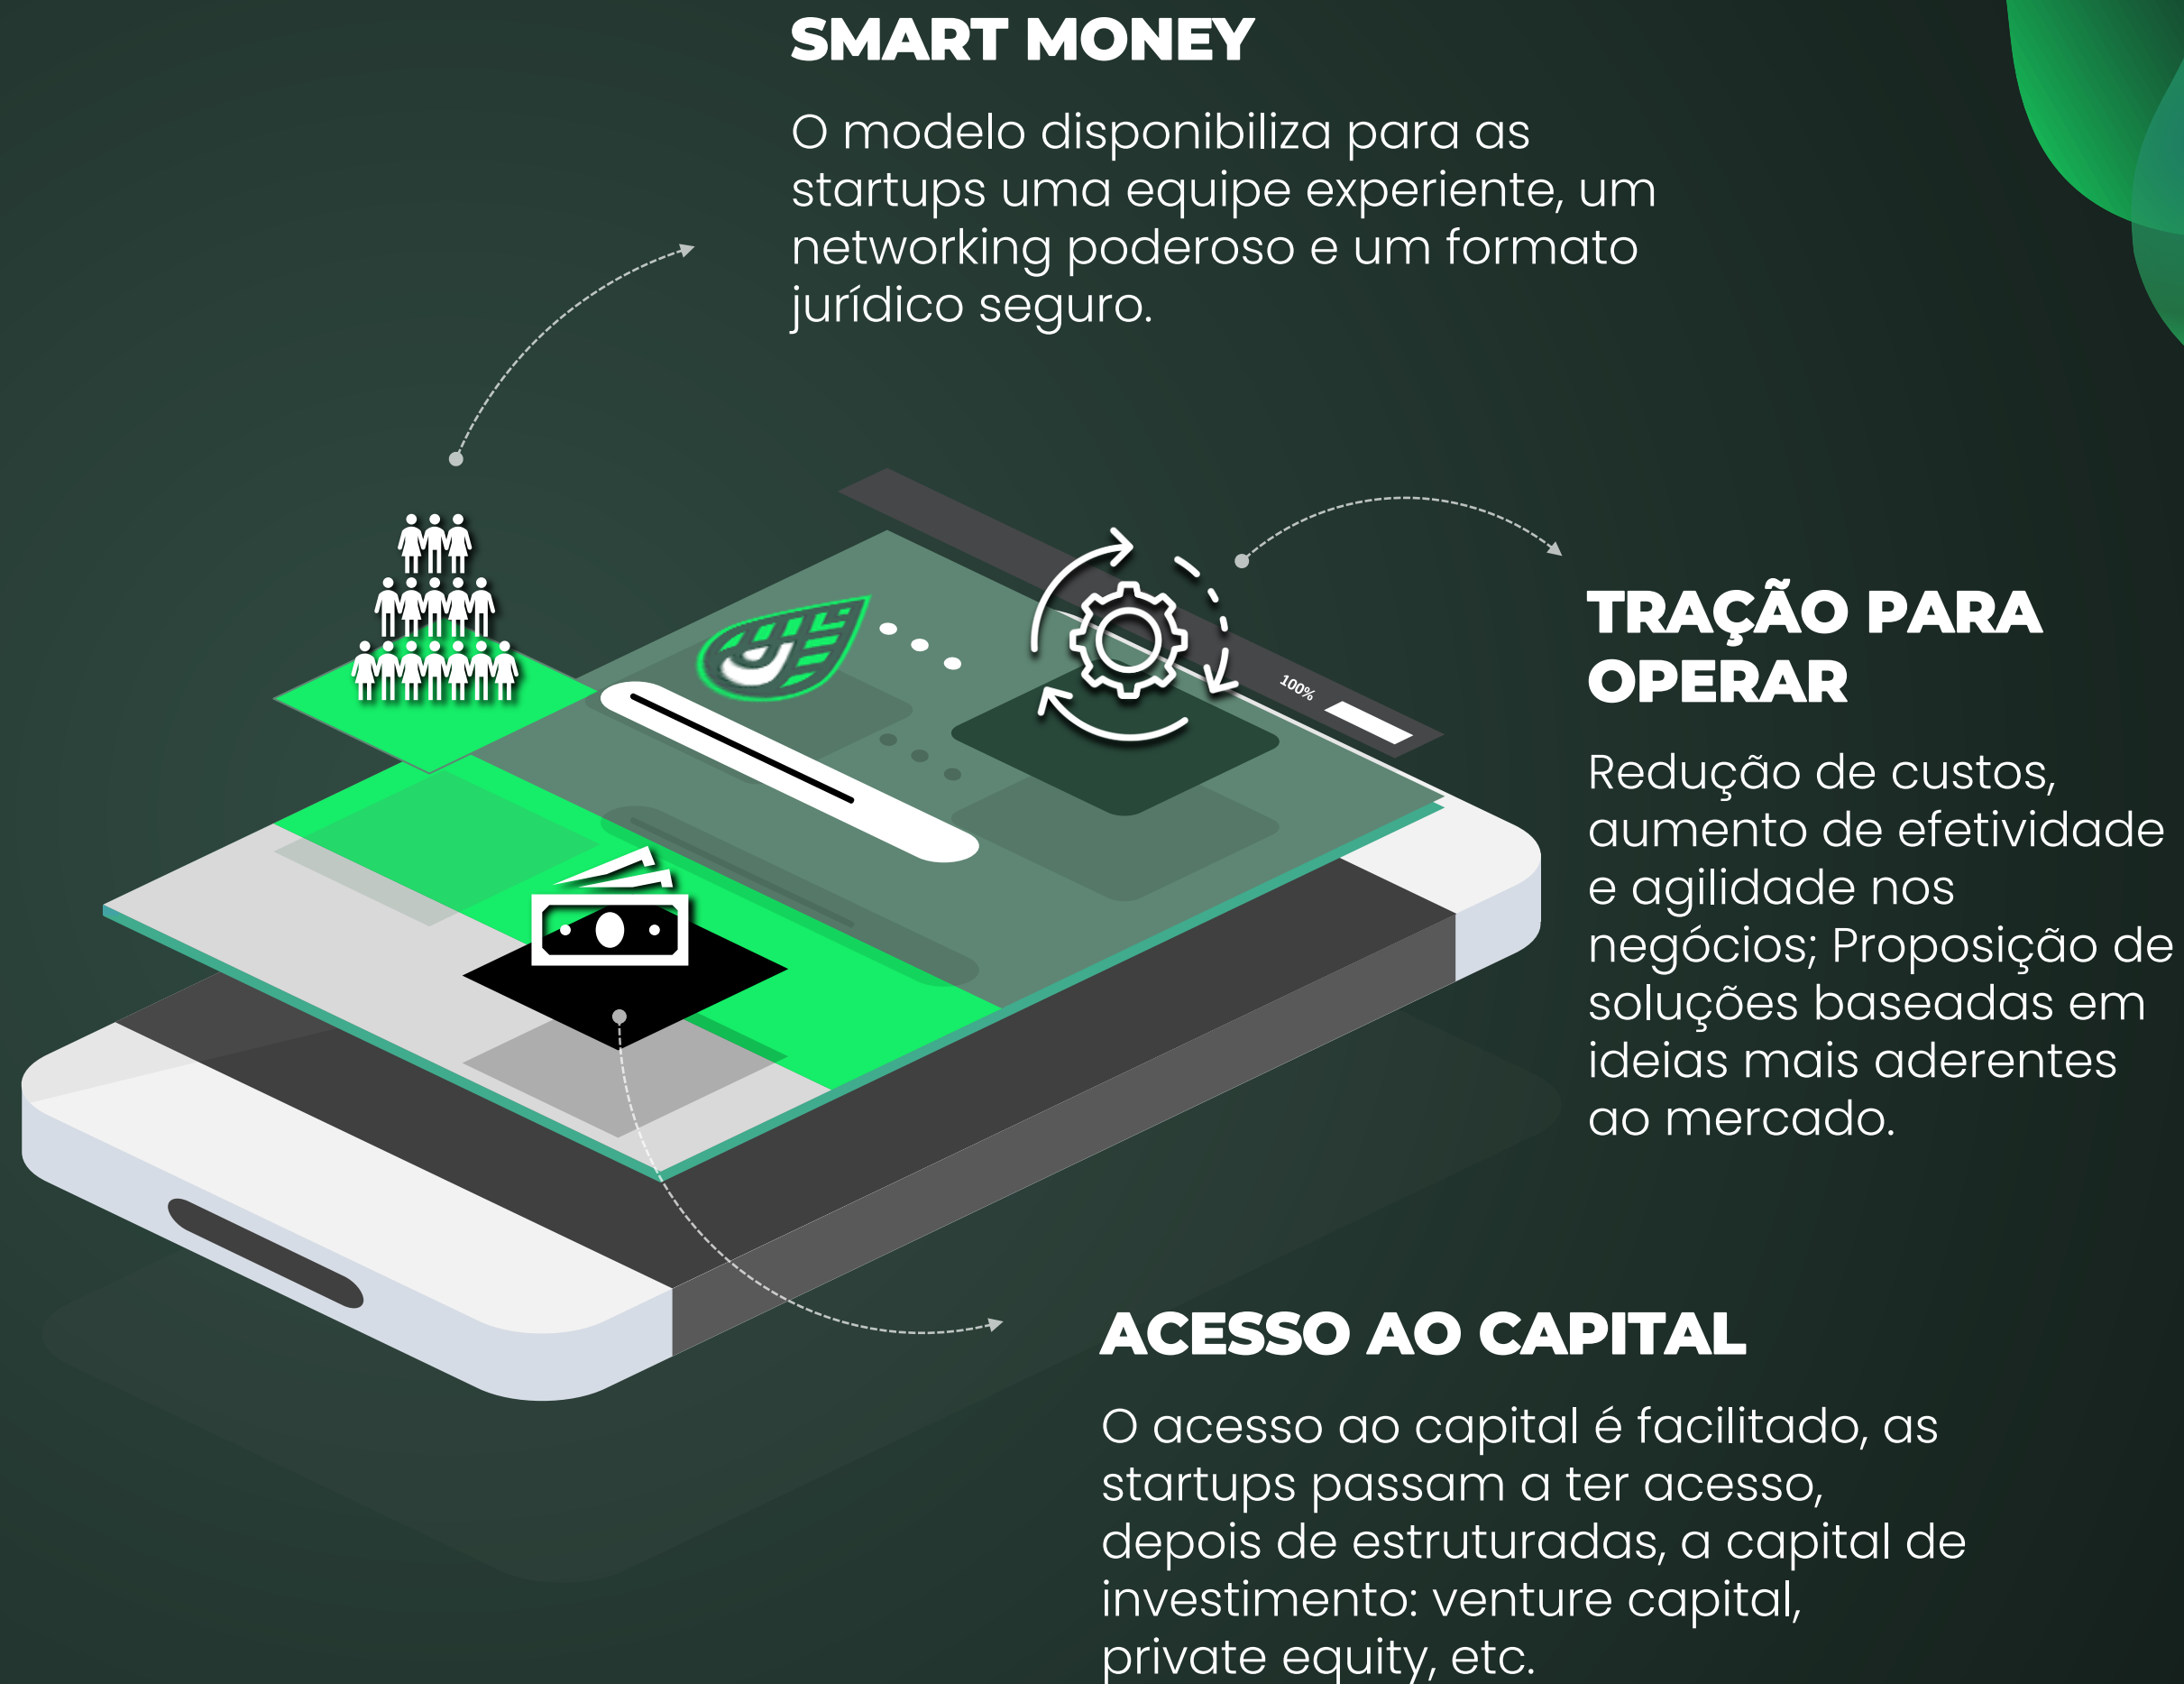 SMART MONEY
O modelo disponibiliza para as
startups uma equipe experiente, um
networking poderoso e um formato
jurídico seguro.
100%
TRAÇÃO PARA
OPERAR
Redução de custos,
aumento de efetividade
e agilidade nos
negócios; Proposição de
soluções baseadas em
ideias mais aderentes
ao mercado.
ACESSO AO CAPITAL
O acesso ao capital é facilitado, as
startups passam a ter acesso,
depois de estruturadas, a capital de
investimento: venture capital,
private equity, etc.